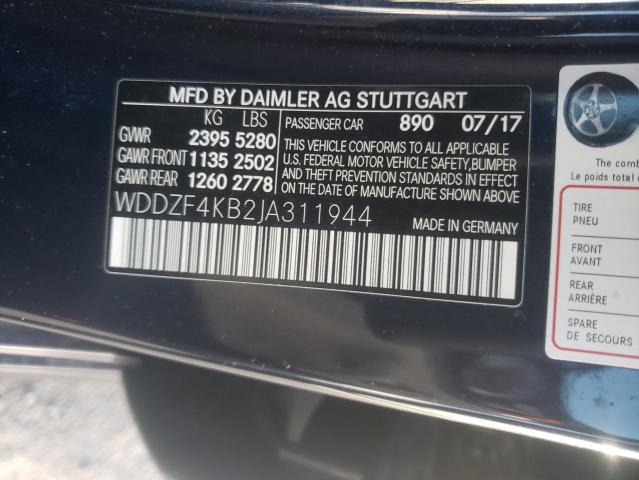 MFD BY DAIMLER AG STUTTGART
KG LBS
GVWR 2395 5280
GAWR FRONT 1135 2502
GAWR REAR 1260 2778
PASSENGER CAR 890 07/17
THIS VEHICLE CONFORMS TO ALL APPLICABLE
U.S. FEDERAL MOTOR VEHICLE SAFETY,BUMPER
AND THEFT PREVENTION STANDARDS IN EFFECT ON
THE DATE OF MANUFACTURE SHOWN ABOVE.
WDDZF4KB2JA311944
MADE IN GERMANY
The comb
Le poids total
TIRE
PNEU
FRONT
AVANT
REAR
ARRIÈRE
SPARE
DE SECOURS